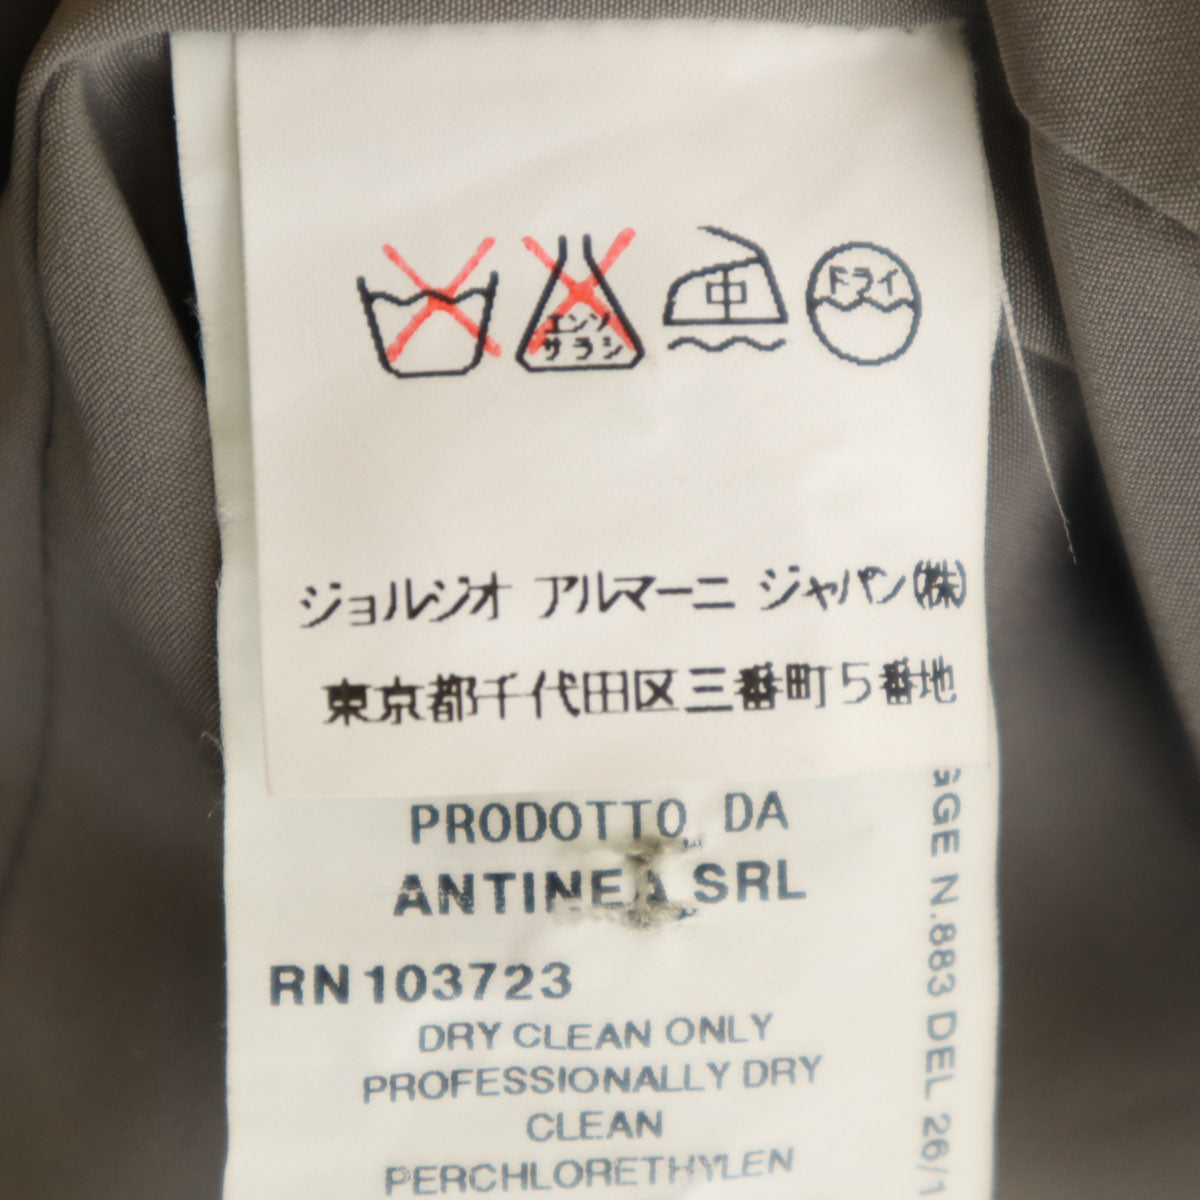 エンソ
サラシ
中
ドライ
ジョルジオ アルマーニ ジャパン(株)
東京都千代田区三番町5番地
PRODOTTO DA
ANTINEA SRL
RN 103723
DRY CLEAN ONLY
PROFESSIONALLY DRY
CLEAN
PERCHLORETHYLEN
GGE N.883 DEL 26/1